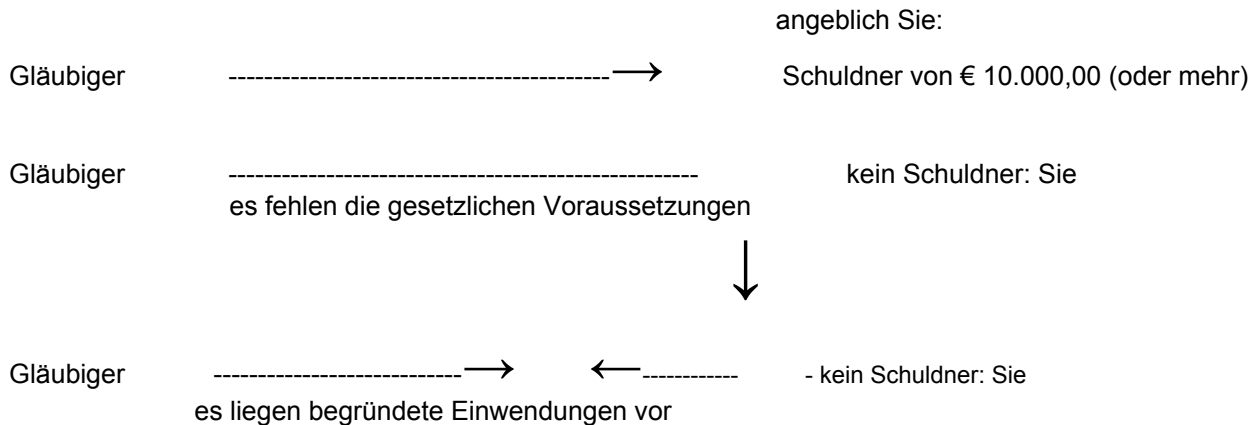 angeblich Sie:
Gläubiger ------------------------------------------→ Schuldner von € 10.000,00 (oder mehr)
Gläubiger ---------------------------------------------------- kein Schuldner: Sie
es fehlen die gesetzlichen Voraussetzungen
↓
Gläubiger ----------------------------→ ←------------ - kein Schuldner: Sie
es liegen begründete Einwendungen vor